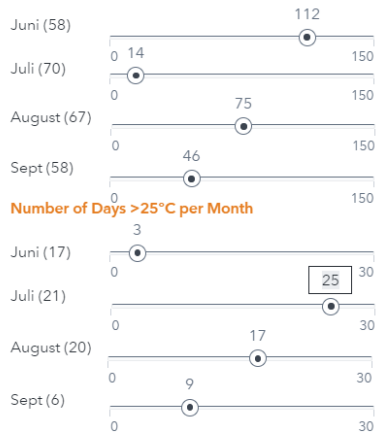 112
Juni (58)
0 150
14
Juli (70)
0 150
75
August (67)
0 150
46
Sept (58)
0 150
Number of Days >25°C per Month
3
Juni (17)
0 30
25
Juli (21)
0 30
17
August (20)
0 30
9
Sept (6)
0 30